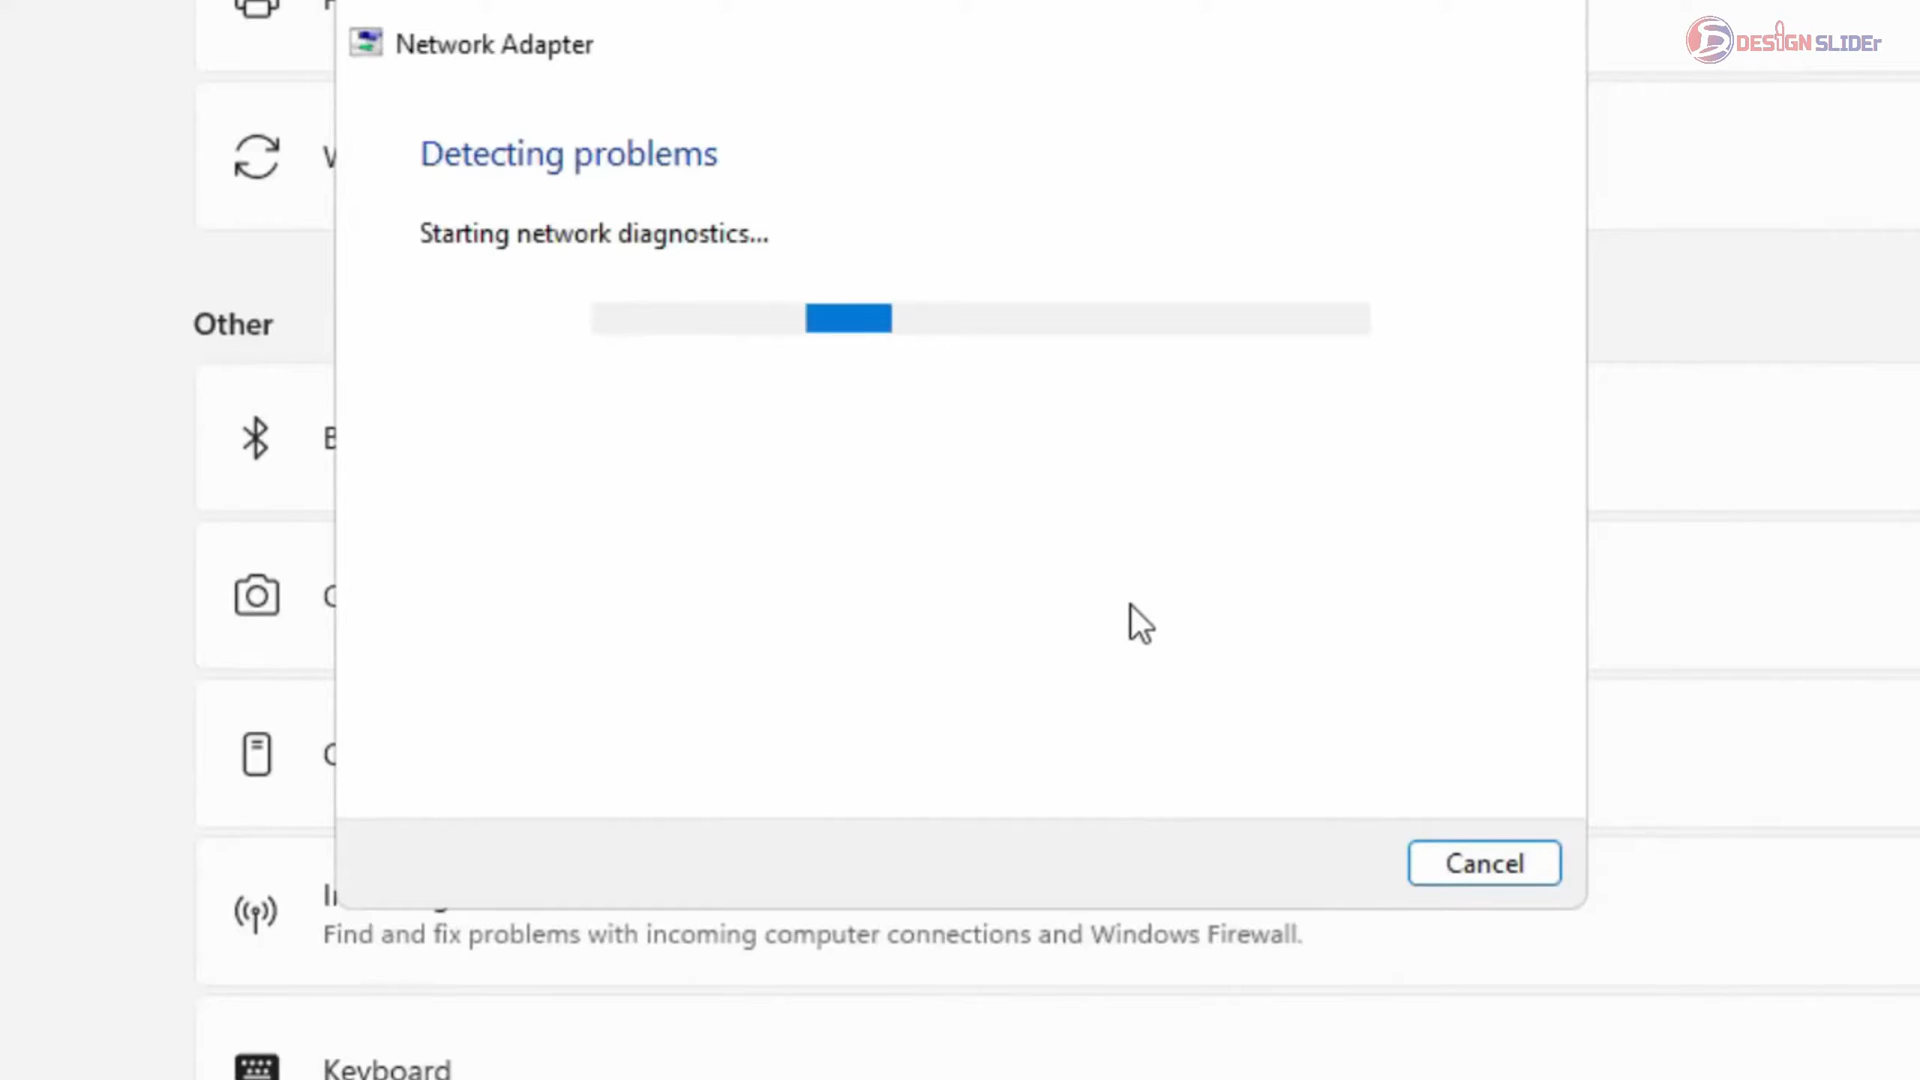 Network Adapter
DESIGN SLIDEr
Detecting problems
Starting network diagnostics...
Other
Cancel
Find and fix problems with incoming computer connections and Windows Firewall.
Keyboard